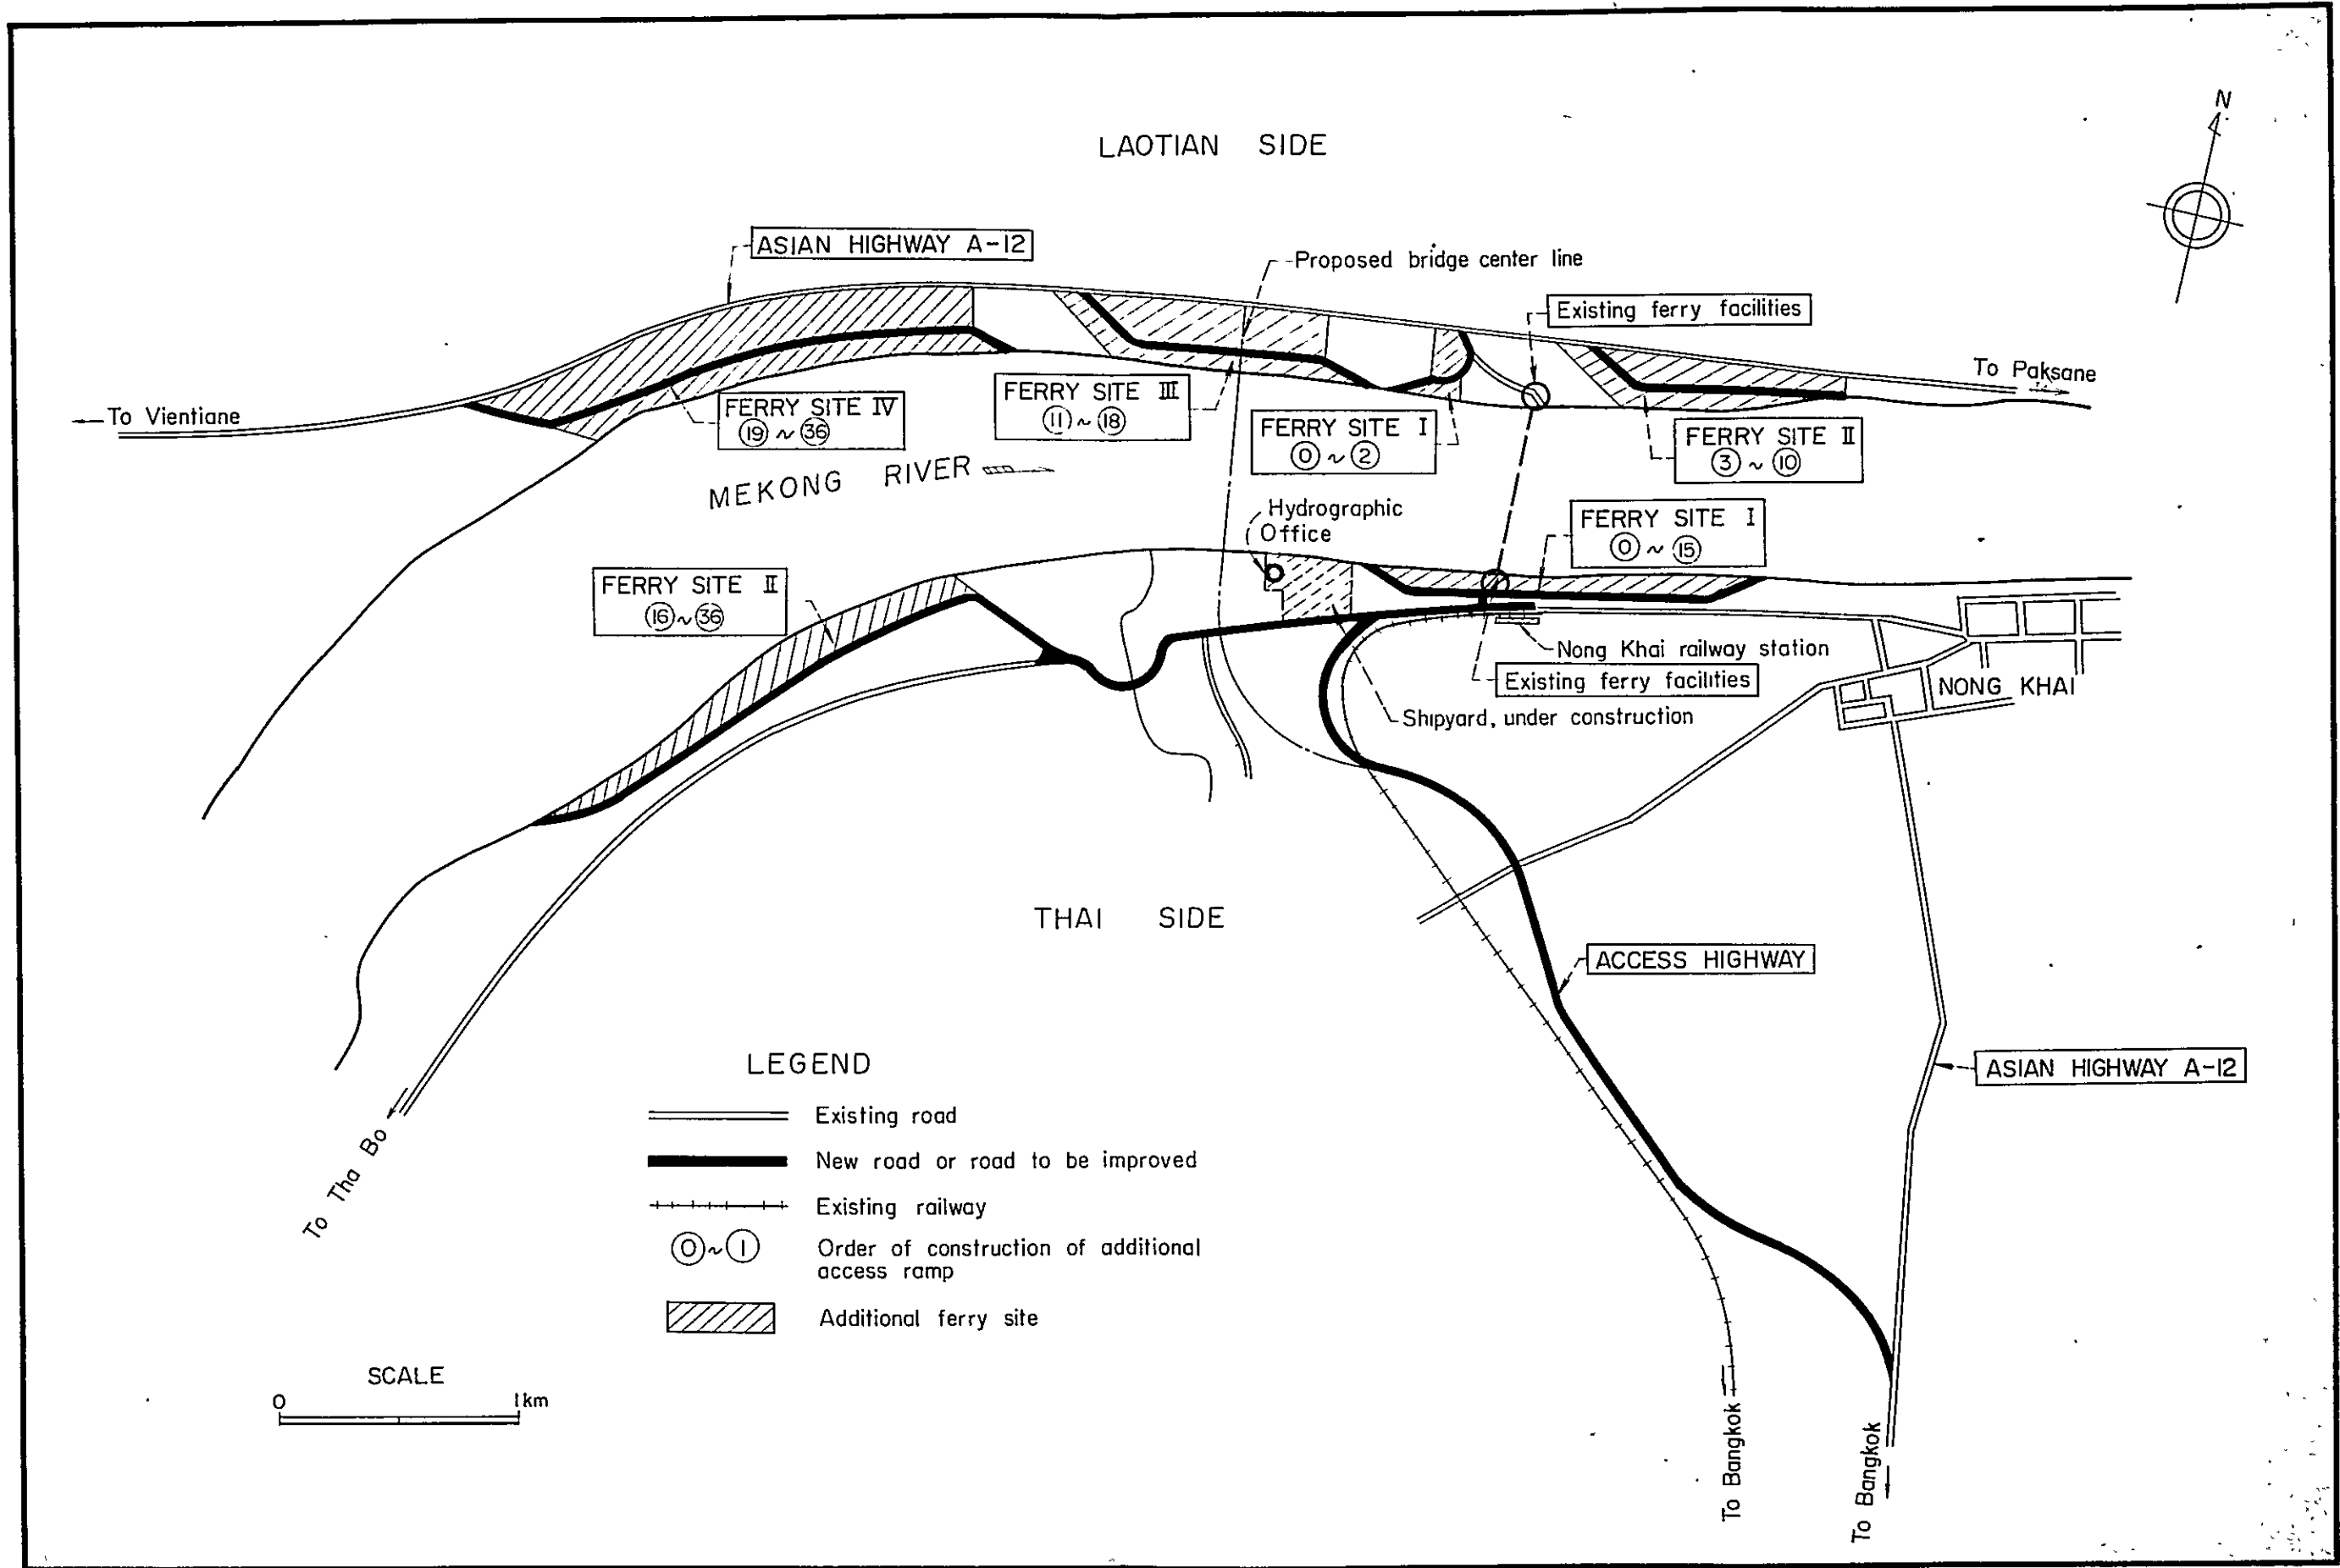 N
LAOTIAN SIDE
ASIAN HIGHWAY A-12
Proposed bridge center line
Existing ferry facilities
To Paksane
To Vientiane
FERRY SITE IV
19 ~ 36
FERRY SITE III
11 ~ 18
FERRY SITE I
0 ~ 2
FERRY SITE II
3 ~ 10
MEKONG RIVER
Hydrographic
Office
FERRY SITE I
0 ~ 15
FERRY SITE II
16 ~ 36
Nong Khai railway station
Existing ferry facilities
NONG KHAI
Shipyard, under construction
THAI SIDE
ACCESS HIGHWAY
ASIAN HIGHWAY A-12
To Tha Bo
LEGEND
Existing road
New road or road to be improved
Existing railway
0 ~ 1
Order of construction of additional
access ramp
Additional ferry site
SCALE
0 1km
To Bangkok
To Bangkok